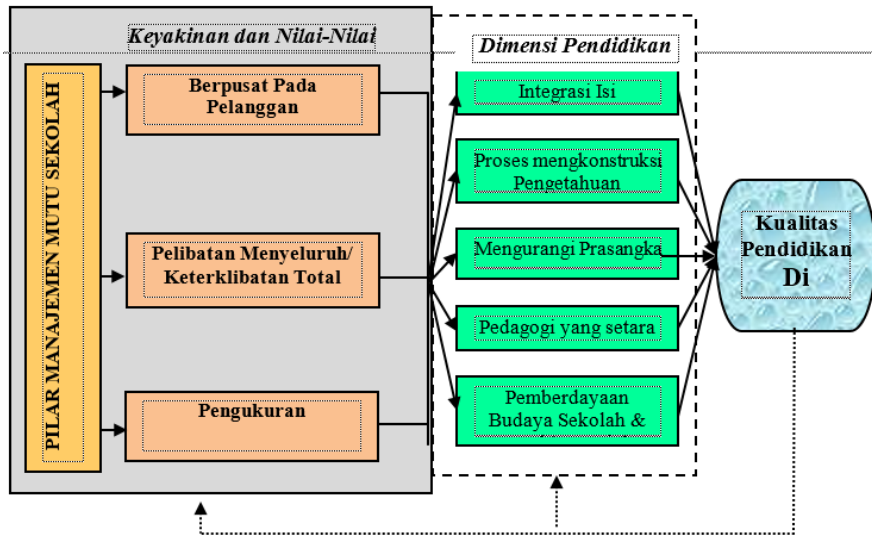 Keyakinan dan Nilai-Nilai
PILAR MANAJEMEN MUTU SEKOLAH
Berpusat Pada
Pelanggan
Pelibatan Menyeluruh/
Keterklibatan Total
Pengukuran
Dimensi Pendidikan
Integrasi Isi
Proses mengkonstruksi
Pengetahuan
Mengurangi Prasangka
Pedagogi yang setara
Pemberdayaan
Budaya Sekolah &
Kualitas
Pendidikan
Di